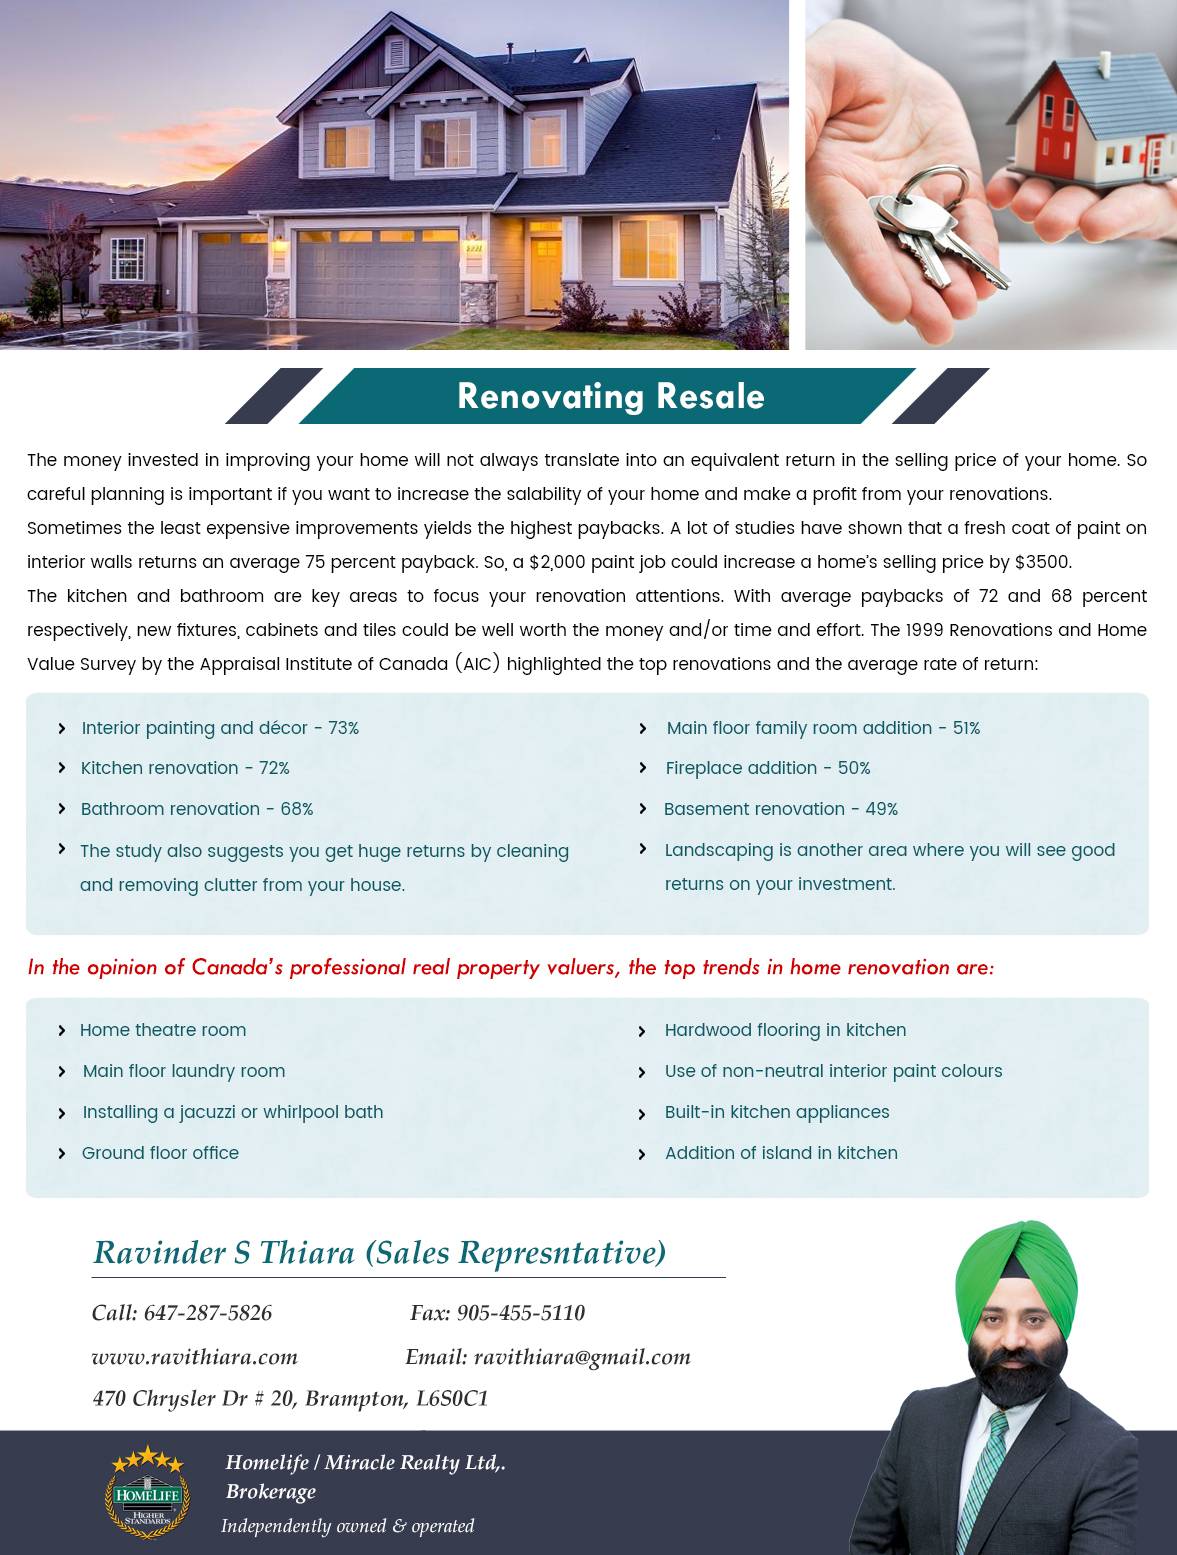 Renovating Resale
The money invested in improving your home will not always translate into an equivalent return in the selling price of your home. So
careful planning is important if you want to increase the salability of your home and make a profit from your renovations.
Sometimes the least expensive improvements yields the highest paybacks. A lot of studies have shown that a fresh coat of paint on
interior walls returns an average 75 percent payback. So, a $2,000 paint job could increase a home's selling price by $3500.
The kitchen and bathroom are key areas to focus your renovation attentions. With average paybacks of 72 and 68 percent
respectively, new fixtures, cabinets and tiles could be well worth the money and/or time and effort. The 1999 Renovations and Home
Value Survey by the Appraisal Institute of Canada (AIC) highlighted the top renovations and the average rate of return:
Interior painting and décor - 73%
Kitchen renovation - 72%
Bathroom renovation - 68%
The study also suggests you get huge returns by cleaning
and removing clutter from your house.
Main floor family room addition - 51%
Fireplace addition - 50%
Basement renovation - 49%
Landscaping is another area where you will see good
returns on your investment.
In the opinion of Canada's professional real property valuers, the top trends in home renovation are:
Home theatre room
Main floor laundry room
Installing a jacuzzi or whirlpool bath
Ground floor office
Hardwood flooring in kitchen
Use of non-neutral interior paint colours
Built-in kitchen appliances
Addition of island in kitchen
Ravinder S Thiara (Sales Represntative)
Call: 647-287-5826
Fax: 905-455-5110
www.ravithiara.com
Email: ravithiara@gmail.com
470 Chrysler Dr # 20, Brampton, L6S0C1
HOMELIFE
HIGHER
STANDARDS
Homelife / Miracle Realty Ltd,.
Brokerage
Independently owned & operated